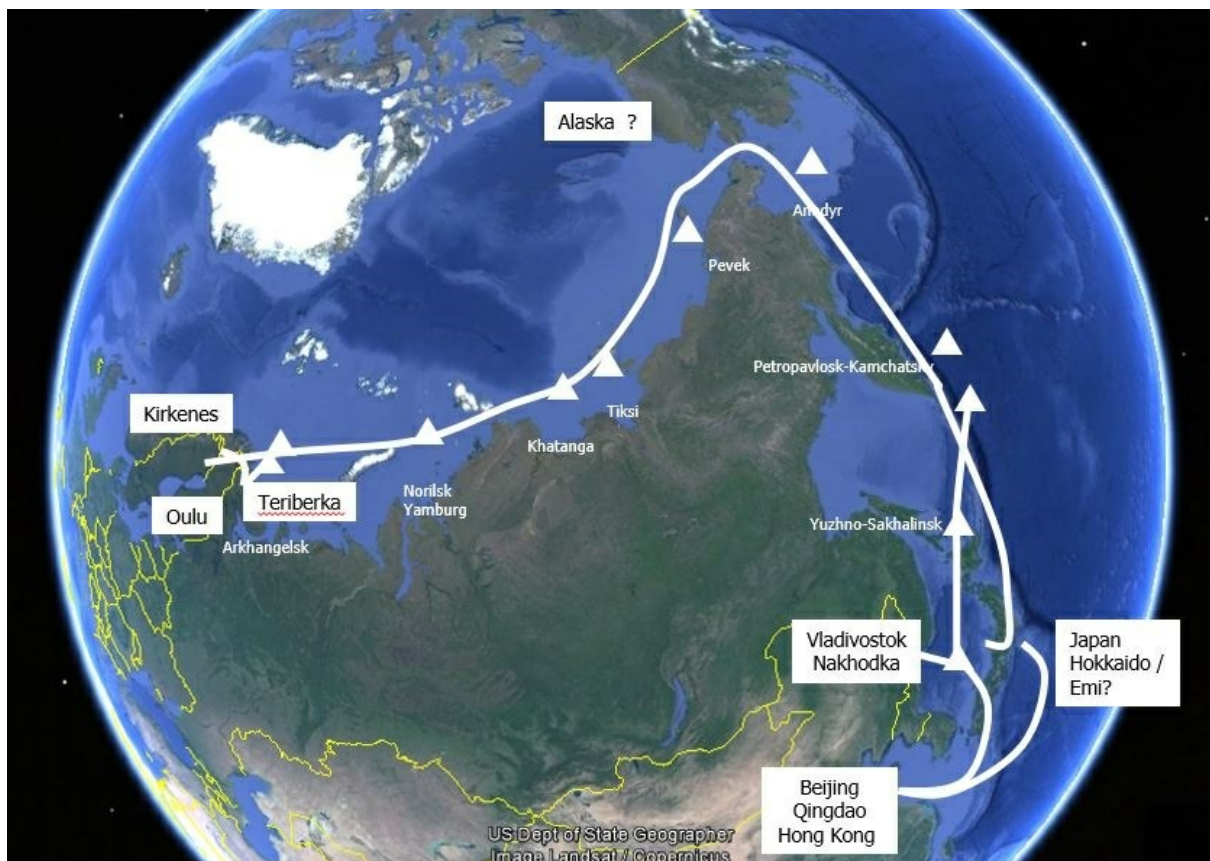 Alaska ?
Anadyr
Pevek
Petropavlosk-Kamchatsky
Kirkenes
Tiksi
Khatanga
Teriberka
Norilsk
Yamburg
Oulu
Arkhangelsk
Yuzhno-Sakhalinsk
Vladivostok
Nakhodka
Japan
Hokkaido /
Emi?
Beijing
Qingdao
Hong Kong
US Dept of State Geographer
Image Landsat / Copernicus